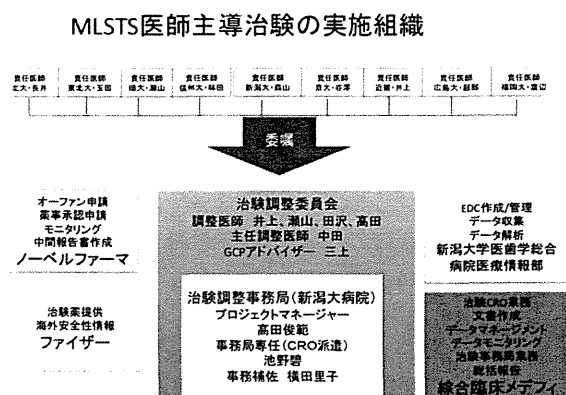 MLSTS医師主導治験の実施組織
責任医師
北大・長井
責任医師
東北大・玉田
責任医師
順大・瀬山
責任医師
信州大・林田
責任医師
新潟大・森山
責任医師
京大・谷澤
責任医師
近畿・井上
責任医師
広島大・服部
責任医師
福岡大・渡辺
委嘱
オーファン申請
薬事承認申請
モニタリング
中間報告書作成
ノーベルファーマ
治験薬提供
海外安全性情報
ファイザー
治験調整委員会
調整医師 井上、瀬山、田沢、高田
主任調整医師 中田
GCPアドバイザー 三上
治験調整事務局(新潟大病院)
プロジェクトマネージャー
高田俊範
事務局専任(CRO派遣)
池野碧
事務補佐 横田里子
EDC作成/管理
データ収集
データ解析
新潟大学医歯学総合
病院医療情報部
治験CRO業務
文書作成
データマネージメント
データモニタリング
治験事務局業務
総括報告
綜合臨床メデフィ